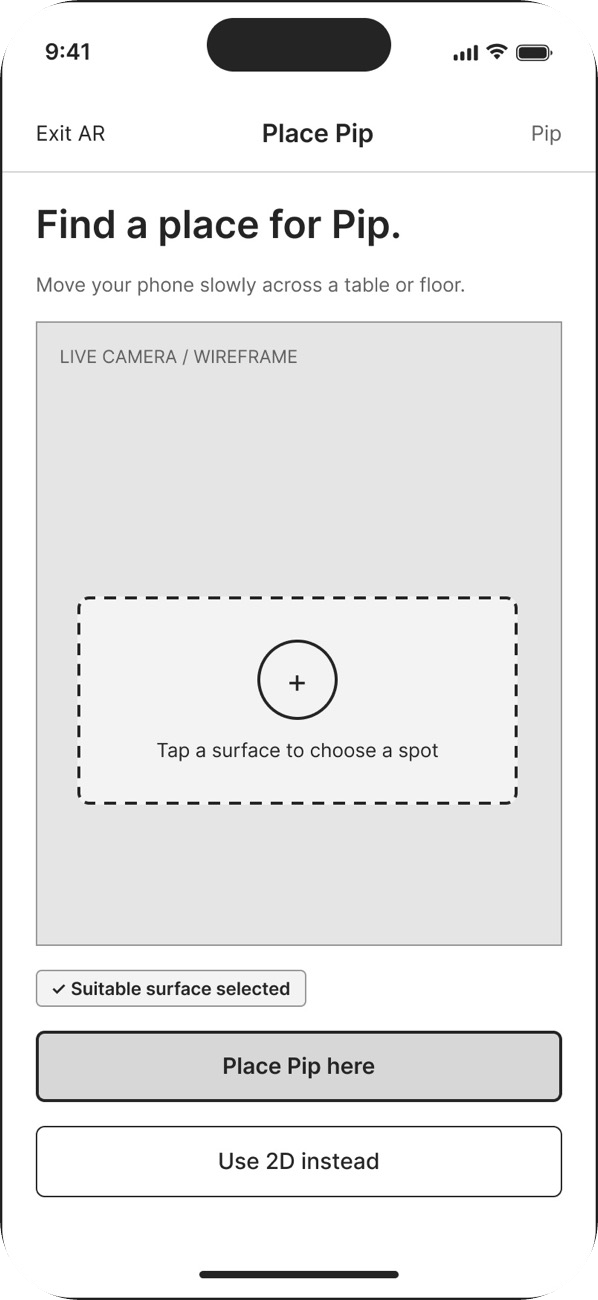 9:41
Exit AR
Place Pip
Pip
Find a place for Pip.
Move your phone slowly across a table or floor.
LIVE CAMERA / WIREFRAME
+
Tap a surface to choose a spot
✓ Suitable surface selected
Place Pip here
Use 2D instead